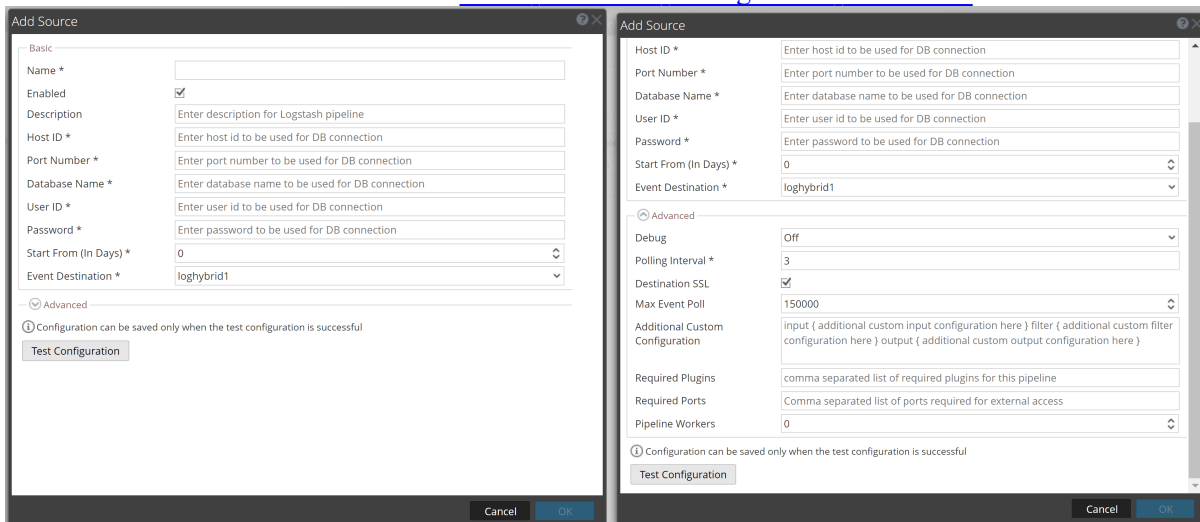 Add Source
Basic
Name *
Enabled
Description Enter description for Logstash pipeline
Host ID * Enter host id to be used for DB connection
Port Number * Enter port number to be used for DB connection
Database Name * Enter database name to be used for DB connection
User ID * Enter user id to be used for DB connection
Password * Enter password to be used for DB connection
Start From (In Days) * 0
Event Destination * loghybrid1
Advanced
Configuration can be saved only when the test configuration is successful
Test Configuration
Cancel OK
Add Source
Host ID * Enter host id to be used for DB connection
Port Number * Enter port number to be used for DB connection
Database Name * Enter database name to be used for DB connection
User ID * Enter user id to be used for DB connection
Password * Enter password to be used for DB connection
Start From (In Days) * 0
Event Destination * loghybrid1
Advanced
Debug Off
Polling Interval * 3
Destination SSL
Max Event Poll 150000
Additional Custom input { additional custom input configuration here } filter { additional custom filter
Configuration configuration here } output { additional custom output configuration here }
Required Plugins comma separated list of required plugins for this pipeline
Required Ports Comma separated list of ports required for external access
Pipeline Workers 0
Configuration can be saved only when the test configuration is successful
Test Configuration
Cancel OK